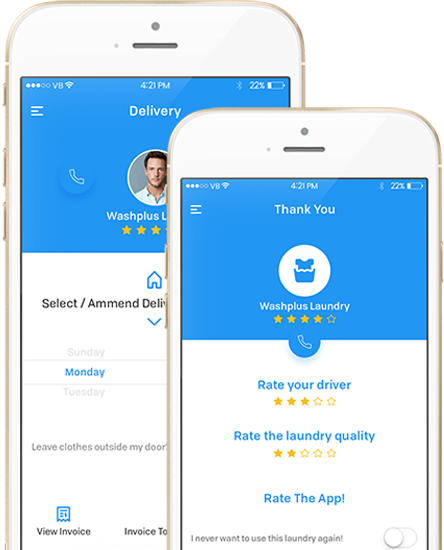 VB 4:21 PM 22%
Delivery
Washplus L
Select / Ammend Deli
Sunday
Monday
Tuesday
Leave clothes outside my door?
View Invoice
Invoice To
VB 4:21 PM 22%
Thank You
Washplus Laundry
Rate your driver
Rate the laundry quality
Rate The App!
I never want to use this laundry again!